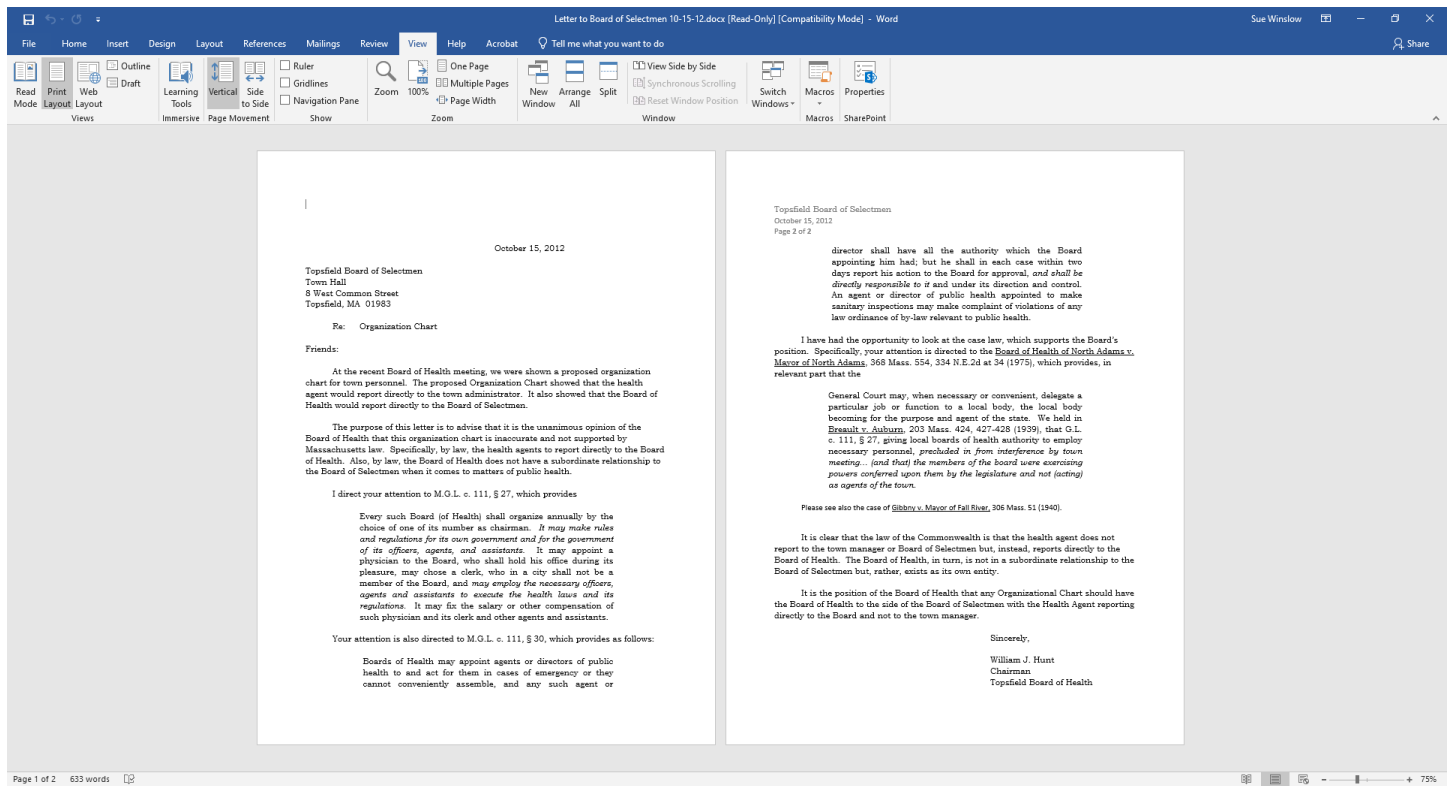 Letter to Board of Selectmen 10-15-12.docx [Read-Only] [Compatibility Mode] - Word
Sue Winslow
File Home Insert Design Layout References Mailings Review View Help Acrobat Tell me what you want to do
Share
Read Mode
Print Layout
Web Layout
Outline
Draft
Views
Learning Tools
Immersive
Vertical
Side to Side
Page Movement
Ruler
Gridlines
Navigation Pane
Show
Zoom
100%
One Page
Multiple Pages
Page Width
Zoom
New Window
Arrange All
Split
View Side by Side
Synchronous Scrolling
Reset Window Position
Window
Switch Windows
Macros
Macros
Properties
SharePoint
October 15, 2012
Topsfield Board of Selectmen
Town Hall
8 West Common Street
Topsfield, MA 01983
Re: Organization Chart
Friends:
At the recent Board of Health meeting, we were shown a proposed organization
chart for town personnel. The proposed Organization Chart showed that the health
agent would report directly to the town administrator. It also showed that the Board of
Health would report directly to the Board of Selectmen.
The purpose of this letter is to advise that it is the unanimous opinion of the
Board of Health that this organization chart is inaccurate and not supported by
Massachusetts law. Specifically, by law, the health agents to report directly to the Board
of Health. Also, by law, the Board of Health does not have a subordinate relationship to
the Board of Selectmen when it comes to matters of public health.
I direct your attention to M.G.L. c. 111, § 27, which provides
Every such Board (of Health) shall organize annually by the
choice of one of its number as chairman. It may make rules
and regulations for its own government and for the government
of its officers, agents, and assistants. It may appoint a
physician to the Board, who shall hold his office during its
pleasure, may chose a clerk, who in a city shall not be a
member of the Board, and may employ the necessary officers,
agents and assistants to execute the health laws and its
regulations. It may fix the salary or other compensation of
such physician and its clerk and other agents and assistants.
Your attention is also directed to M.G.L. c. 111, § 30, which provides as follows:
Boards of Health may appoint agents or directors of public
health to and act for them in cases of emergency or they
cannot conveniently assemble, and any such agent or
Topsfield Board of Selectmen
October 15, 2012
Page 2 of 2
director shall have all the authority which the Board
appointing him had; but he shall in each case within two
days report his action to the Board for approval, and shall be
directly responsible to it and under its direction and control.
An agent or director of public health appointed to make
sanitary inspections may make complaint of violations of any
law ordinance of by-law relevant to public health.
I have had the opportunity to look at the case law, which supports the Board's
position. Specifically, your attention is directed to the Board of Health of North Adams v.
Mayor of North Adams, 368 Mass. 554, 334 N.E.2d at 34 (1975), which provides, in
relevant part that the
General Court may, when necessary or convenient, delegate a
particular job or function to a local body, the local body
becoming for the purpose and agent of the state. We held in
Breault v. Auburn, 203 Mass. 424, 427-428 (1939), that G.L.
c. 111, § 27, giving local boards of health authority to employ
necessary personnel, precluded in from interference by town
meeting... (and that) the members of the board were exercising
powers conferred upon them by the legislature and not (acting)
as agents of the town.
Please see also the case of Gibbny v. Mayor of Fall River, 306 Mass. 51 (1940).
It is clear that the law of the Commonwealth is that the health agent does not
report to the town manager or Board of Selectmen but, instead, reports directly to the
Board of Health. The Board of Health, in turn, is not in a subordinate relationship to the
Board of Selectmen but, rather, exists as its own entity.
It is the position of the Board of Health that any Organizational Chart should have
the Board of Health to the side of the Board of Selectmen with the Health Agent reporting
directly to the Board and not to the town manager.
Sincerely,
William J. Hunt
Chairman
Topsfield Board of Health
Page 1 of 2 633 words
75%